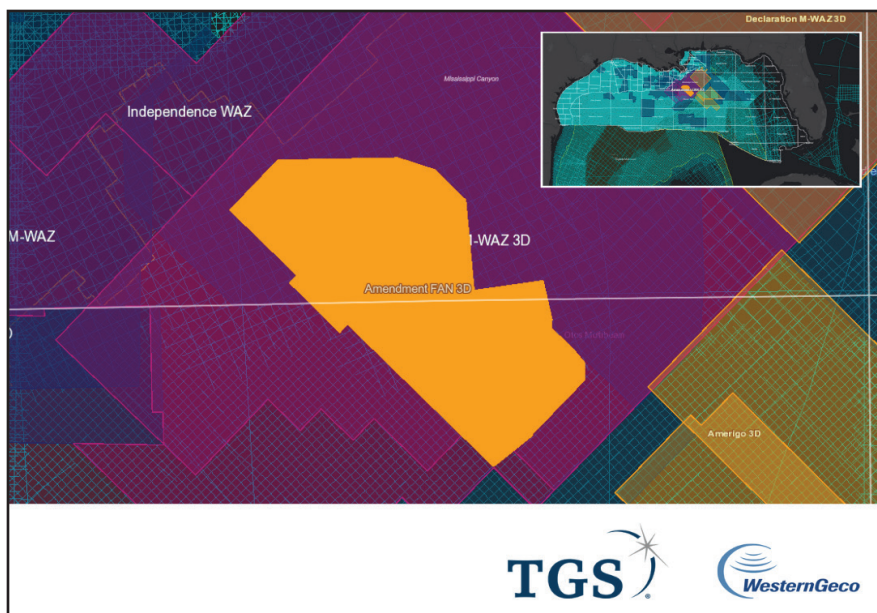 Declaration M-WAZ 3D
Mississippi Canyon
Independence WAZ
M-WAZ
M-WAZ 3D
Amendment FAN 3D
Amerigo 3D
TGS
WesternGeco